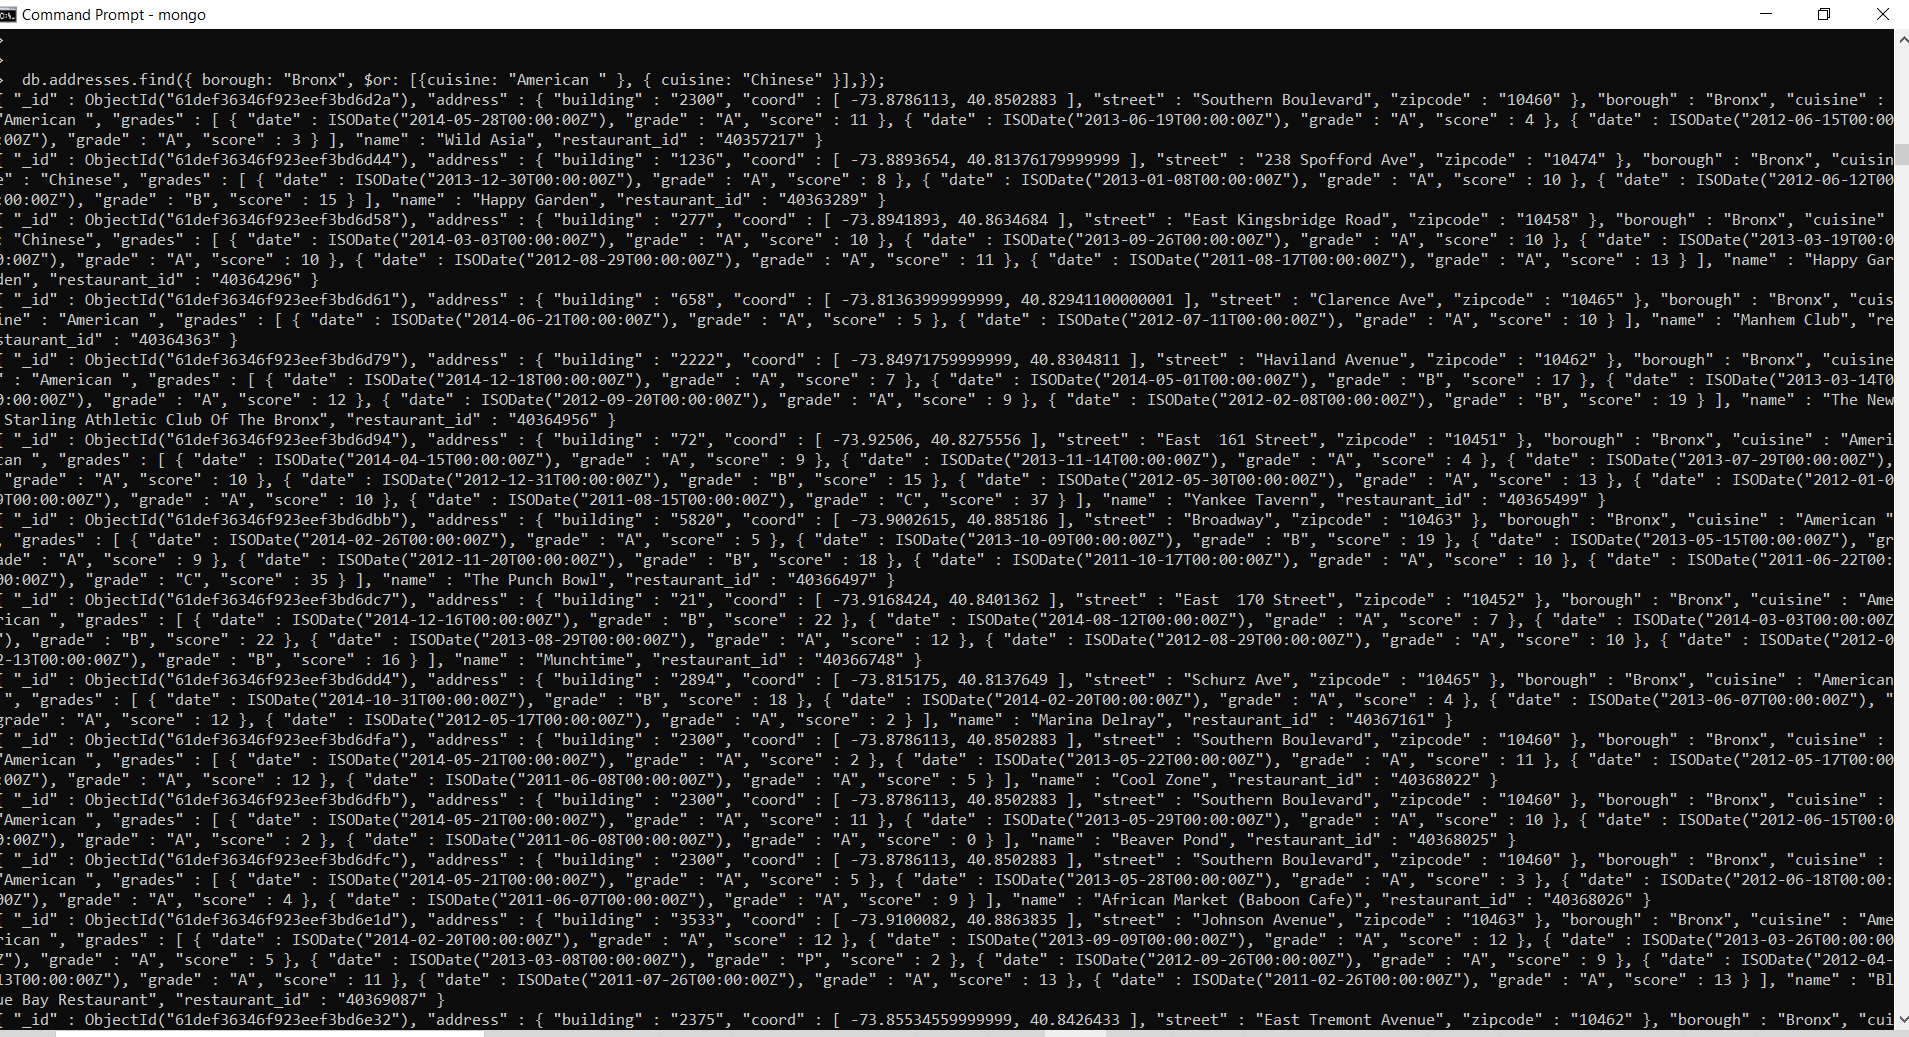 Command Prompt - mongo
>
>
>  db.addresses.find({ borough: "Bronx", $or: [{cuisine: "American " }, { cuisine: "Chinese" }],});
{ "_id" : ObjectId("61def36346f923eef3bd6d2a"), "address" : { "building" : "2300", "coord" : [ -73.8786113, 40.8502883 ], "street" : "Southern Boulevard", "zipcode" : "10460" }, "borough" : "Bronx", "cuisine" :
"American ", "grades" : [ { "date" : ISODate("2014-05-28T00:00:00Z"), "grade" : "A", "score" : 11 }, { "date" : ISODate("2013-06-19T00:00:00Z"), "grade" : "A", "score" : 4 }, { "date" : ISODate("2012-06-15T00:00
:00Z"), "grade" : "A", "score" : 3 } ], "name" : "Wild Asia", "restaurant_id" : "40357217" }
{ "_id" : ObjectId("61def36346f923eef3bd6d44"), "address" : { "building" : "1236", "coord" : [ -73.8893654, 40.81376179999999 ], "street" : "238 Spofford Ave", "zipcode" : "10474" }, "borough" : "Bronx", "cuisin
e" : "Chinese", "grades" : [ { "date" : ISODate("2013-12-30T00:00:00Z"), "grade" : "A", "score" : 8 }, { "date" : ISODate("2013-01-08T00:00:00Z"), "grade" : "A", "score" : 10 }, { "date" : ISODate("2012-06-12T00
:00:00Z"), "grade" : "B", "score" : 15 } ], "name" : "Happy Garden", "restaurant_id" : "40363289" }
{ "_id" : ObjectId("61def36346f923eef3bd6d58"), "address" : { "building" : "277", "coord" : [ -73.8941893, 40.8634684 ], "street" : "East Kingsbridge Road", "zipcode" : "10458" }, "borough" : "Bronx", "cuisine"
: "Chinese", "grades" : [ { "date" : ISODate("2014-03-03T00:00:00Z"), "grade" : "A", "score" : 10 }, { "date" : ISODate("2013-09-26T00:00:00Z"), "grade" : "A", "score" : 10 }, { "date" : ISODate("2013-03-19T00:0
0:00Z"), "grade" : "A", "score" : 10 }, { "date" : ISODate("2012-08-29T00:00:00Z"), "grade" : "A", "score" : 11 }, { "date" : ISODate("2011-08-17T00:00:00Z"), "grade" : "A", "score" : 13 } ], "name" : "Happy Gar
den", "restaurant_id" : "40364296" }
{ "_id" : ObjectId("61def36346f923eef3bd6d61"), "address" : { "building" : "658", "coord" : [ -73.81363999999999, 40.82941100000001 ], "street" : "Clarence Ave", "zipcode" : "10465" }, "borough" : "Bronx", "cuis
ine" : "American ", "grades" : [ { "date" : ISODate("2014-06-21T00:00:00Z"), "grade" : "A", "score" : 5 }, { "date" : ISODate("2012-07-11T00:00:00Z"), "grade" : "A", "score" : 10 } ], "name" : "Manhem Club", "re
staurant_id" : "40364363" }
{ "_id" : ObjectId("61def36346f923eef3bd6d79"), "address" : { "building" : "2222", "coord" : [ -73.84971759999999, 40.8304811 ], "street" : "Haviland Avenue", "zipcode" : "10462" }, "borough" : "Bronx", "cuisine
" : "American ", "grades" : [ { "date" : ISODate("2014-12-18T00:00:00Z"), "grade" : "A", "score" : 7 }, { "date" : ISODate("2014-05-01T00:00:00Z"), "grade" : "B", "score" : 17 }, { "date" : ISODate("2013-03-14T0
0:00:00Z"), "grade" : "A", "score" : 12 }, { "date" : ISODate("2012-09-20T00:00:00Z"), "grade" : "A", "score" : 9 }, { "date" : ISODate("2012-02-08T00:00:00Z"), "grade" : "B", "score" : 19 } ], "name" : "The New
 Starling Athletic Club Of The Bronx", "restaurant_id" : "40364956" }
{ "_id" : ObjectId("61def36346f923eef3bd6d94"), "address" : { "building" : "72", "coord" : [ -73.92506, 40.8275556 ], "street" : "East  161 Street", "zipcode" : "10451" }, "borough" : "Bronx", "cuisine" : "Ameri
can ", "grades" : [ { "date" : ISODate("2014-04-15T00:00:00Z"), "grade" : "A", "score" : 9 }, { "date" : ISODate("2013-11-14T00:00:00Z"), "grade" : "A", "score" : 4 }, { "date" : ISODate("2013-07-29T00:00:00Z"),
"grade" : "A", "score" : 10 }, { "date" : ISODate("2012-12-31T00:00:00Z"), "grade" : "B", "score" : 15 }, { "date" : ISODate("2012-05-30T00:00:00Z"), "grade" : "A", "score" : 13 }, { "date" : ISODate("2012-01-0
9T00:00:00Z"), "grade" : "A", "score" : 10 }, { "date" : ISODate("2011-08-15T00:00:00Z"), "grade" : "C", "score" : 37 } ], "name" : "Yankee Tavern", "restaurant_id" : "40365499" }
{ "_id" : ObjectId("61def36346f923eef3bd6dbb"), "address" : { "building" : "5820", "coord" : [ -73.9002615, 40.885186 ], "street" : "Broadway", "zipcode" : "10463" }, "borough" : "Bronx", "cuisine" : "American "
, "grades" : [ { "date" : ISODate("2014-02-26T00:00:00Z"), "grade" : "A", "score" : 5 }, { "date" : ISODate("2013-10-09T00:00:00Z"), "grade" : "B", "score" : 19 }, { "date" : ISODate("2013-05-15T00:00:00Z"), "gr
ade" : "A", "score" : 9 }, { "date" : ISODate("2012-11-20T00:00:00Z"), "grade" : "B", "score" : 18 }, { "date" : ISODate("2011-10-17T00:00:00Z"), "grade" : "A", "score" : 10 }, { "date" : ISODate("2011-06-22T00:
00:00Z"), "grade" : "C", "score" : 35 } ], "name" : "The Punch Bowl", "restaurant_id" : "40366497" }
{ "_id" : ObjectId("61def36346f923eef3bd6dc7"), "address" : { "building" : "21", "coord" : [ -73.9168424, 40.8401362 ], "street" : "East  170 Street", "zipcode" : "10452" }, "borough" : "Bronx", "cuisine" : "Ame
rican ", "grades" : [ { "date" : ISODate("2014-12-16T00:00:00Z"), "grade" : "B", "score" : 22 }, { "date" : ISODate("2014-08-12T00:00:00Z"), "grade" : "A", "score" : 7 }, { "date" : ISODate("2014-03-03T00:00:00Z
"), "grade" : "B", "score" : 22 }, { "date" : ISODate("2013-08-29T00:00:00Z"), "grade" : "A", "score" : 12 }, { "date" : ISODate("2012-08-29T00:00:00Z"), "grade" : "A", "score" : 10 }, { "date" : ISODate("2012-0
2-13T00:00:00Z"), "grade" : "B", "score" : 16 } ], "name" : "Munchtime", "restaurant_id" : "40366748" }
{ "_id" : ObjectId("61def36346f923eef3bd6dd4"), "address" : { "building" : "2894", "coord" : [ -73.815175, 40.8137649 ], "street" : "Schurz Ave", "zipcode" : "10465" }, "borough" : "Bronx", "cuisine" : "American
 ", "grades" : [ { "date" : ISODate("2014-10-31T00:00:00Z"), "grade" : "B", "score" : 18 }, { "date" : ISODate("2014-02-20T00:00:00Z"), "grade" : "A", "score" : 4 }, { "date" : ISODate("2013-06-07T00:00:00Z"), "
grade" : "A", "score" : 12 }, { "date" : ISODate("2012-05-17T00:00:00Z"), "grade" : "A", "score" : 2 } ], "name" : "Marina Delray", "restaurant_id" : "40367161" }
{ "_id" : ObjectId("61def36346f923eef3bd6dfa"), "address" : { "building" : "2300", "coord" : [ -73.8786113, 40.8502883 ], "street" : "Southern Boulevard", "zipcode" : "10460" }, "borough" : "Bronx", "cuisine" :
"American ", "grades" : [ { "date" : ISODate("2014-05-21T00:00:00Z"), "grade" : "A", "score" : 2 }, { "date" : ISODate("2013-05-22T00:00:00Z"), "grade" : "A", "score" : 11 }, { "date" : ISODate("2012-05-17T00:00
:00Z"), "grade" : "A", "score" : 12 }, { "date" : ISODate("2011-06-08T00:00:00Z"), "grade" : "A", "score" : 5 } ], "name" : "Cool Zone", "restaurant_id" : "40368022" }
{ "_id" : ObjectId("61def36346f923eef3bd6dfb"), "address" : { "building" : "2300", "coord" : [ -73.8786113, 40.8502883 ], "street" : "Southern Boulevard", "zipcode" : "10460" }, "borough" : "Bronx", "cuisine" :
"American ", "grades" : [ { "date" : ISODate("2014-05-21T00:00:00Z"), "grade" : "A", "score" : 11 }, { "date" : ISODate("2013-05-29T00:00:00Z"), "grade" : "A", "score" : 10 }, { "date" : ISODate("2012-06-15T00:0
0:00Z"), "grade" : "A", "score" : 2 }, { "date" : ISODate("2011-06-08T00:00:00Z"), "grade" : "A", "score" : 0 } ], "name" : "Beaver Pond", "restaurant_id" : "40368025" }
{ "_id" : ObjectId("61def36346f923eef3bd6dfc"), "address" : { "building" : "2300", "coord" : [ -73.8786113, 40.8502883 ], "street" : "Southern Boulevard", "zipcode" : "10460" }, "borough" : "Bronx", "cuisine" :
"American ", "grades" : [ { "date" : ISODate("2014-05-21T00:00:00Z"), "grade" : "A", "score" : 5 }, { "date" : ISODate("2013-05-28T00:00:00Z"), "grade" : "A", "score" : 3 }, { "date" : ISODate("2012-06-18T00:00:
00Z"), "grade" : "A", "score" : 4 }, { "date" : ISODate("2011-06-07T00:00:00Z"), "grade" : "A", "score" : 9 } ], "name" : "African Market (Baboon Cafe)", "restaurant_id" : "40368026" }
{ "_id" : ObjectId("61def36346f923eef3bd6e1d"), "address" : { "building" : "3533", "coord" : [ -73.9100082, 40.8863835 ], "street" : "Johnson Avenue", "zipcode" : "10463" }, "borough" : "Bronx", "cuisine" : "Ame
rican ", "grades" : [ { "date" : ISODate("2014-02-20T00:00:00Z"), "grade" : "A", "score" : 12 }, { "date" : ISODate("2013-09-09T00:00:00Z"), "grade" : "A", "score" : 12 }, { "date" : ISODate("2013-03-26T00:00:00
Z"), "grade" : "A", "score" : 5 }, { "date" : ISODate("2013-03-08T00:00:00Z"), "grade" : "P", "score" : 2 }, { "date" : ISODate("2012-09-26T00:00:00Z"), "grade" : "A", "score" : 9 }, { "date" : ISODate("2012-04-
13T00:00:00Z"), "grade" : "A", "score" : 11 }, { "date" : ISODate("2011-07-26T00:00:00Z"), "grade" : "A", "score" : 13 }, { "date" : ISODate("2011-02-26T00:00:00Z"), "grade" : "A", "score" : 13 } ], "name" : "Bl
ue Bay Restaurant", "restaurant_id" : "40369087" }
{ "_id" : ObjectId("61def36346f923eef3bd6e32"), "address" : { "building" : "2375", "coord" : [ -73.85534559999999, 40.8426433 ], "street" : "East Tremont Avenue", "zipcode" : "10462" }, "borough" : "Bronx", "cui